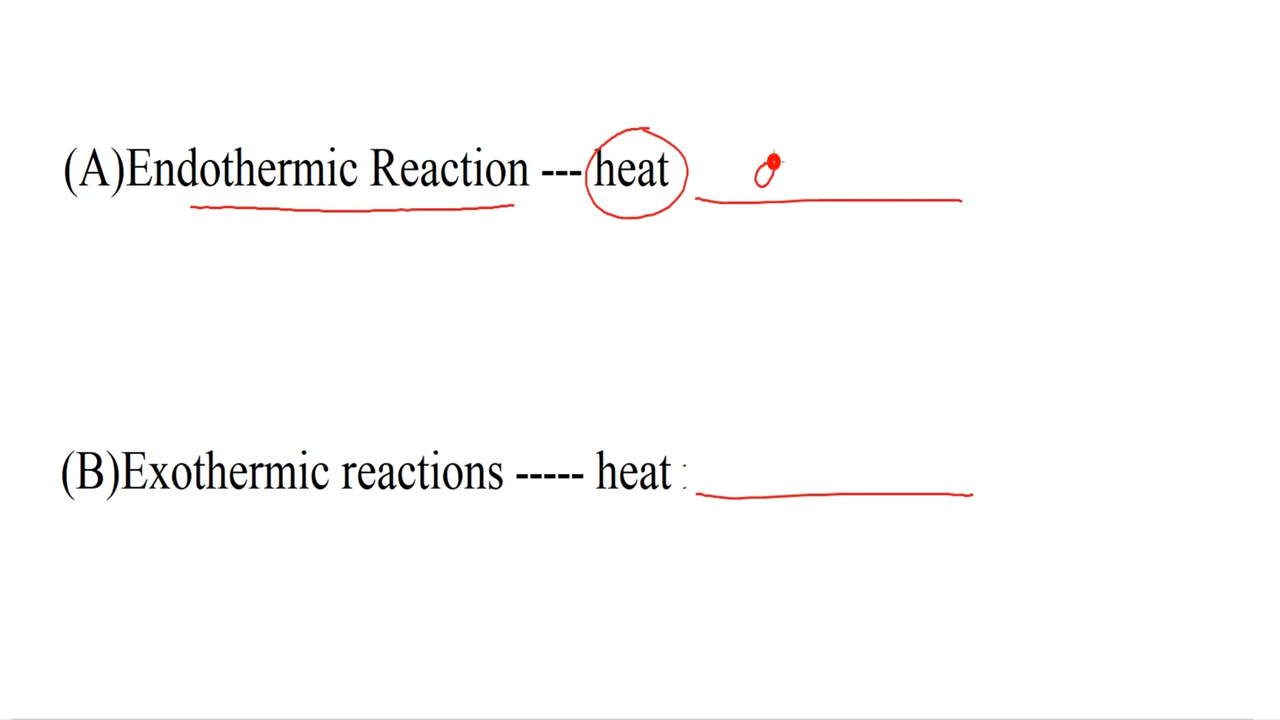 (A)Endothermic Reaction --- heat
(B)Exothermic reactions ----- heat